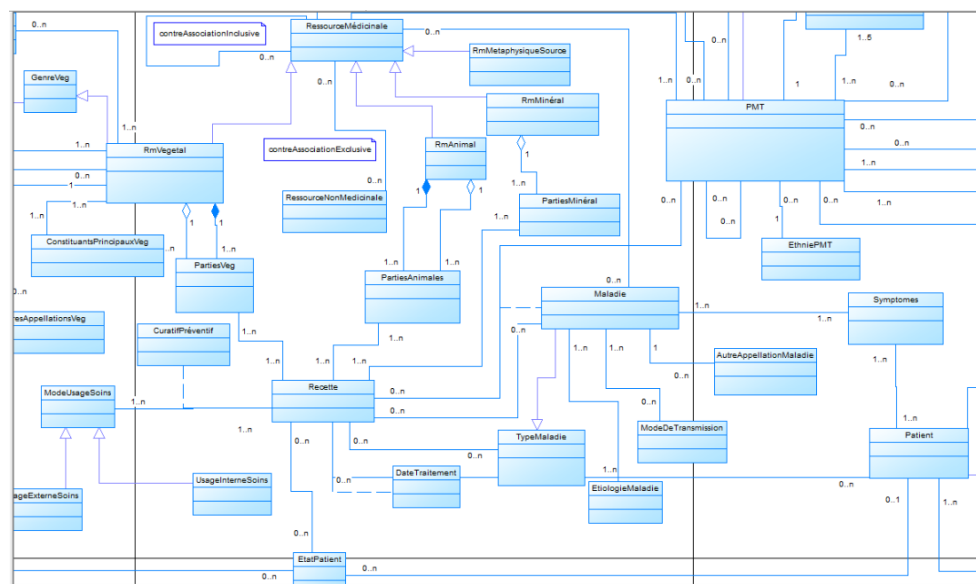 0..n
RessourceMédicinale
0..n
0..n
contreAssociationInclusive
RmMetaphysiqueSource
1..5
0..n
0..n
0..n
GenreVeg
RmMinéral
1..n
0..n
1
1
PMT
1..n
0..n
1..n
RmVegetal
contreAssociationExclusive
RmAnimal
1
0..n
1..n
0..n
1
1..n
1
1
1..n
PartiesMinéral
0..n
RessourceNonMedicinale
1..n
1..n
1
1
0..n
0..n
0..n
1
0..n
0..n
1..n
ConstituantsPrincipauxVeg
EthniePMT
PartiesVeg
1..n
1..n
PartiesAnimales
0..n
0..n
Maladie
Symptomes
1..n
1..n
resAppellationsVeg
CuratifPréventif
1..n
1..n
0..n
1..n
1..n
1
1..n
AutreAppellationMaladie
0..n
1..n
1..n
1..n
ModeUsageSoins
Recette
0..n
1..n
0..n
0..n
1..n
1..n
ModeDeTransmission
Patient
0..n
0..n
0..n
TypeMaladie
UsageInterneSoins
DateTraitement
0..n
1..n
0..n
EtiologieMaladie
0..1
1..n
ageExterneSoins
0..n
0..n
EtatPatient
0..n
0..n